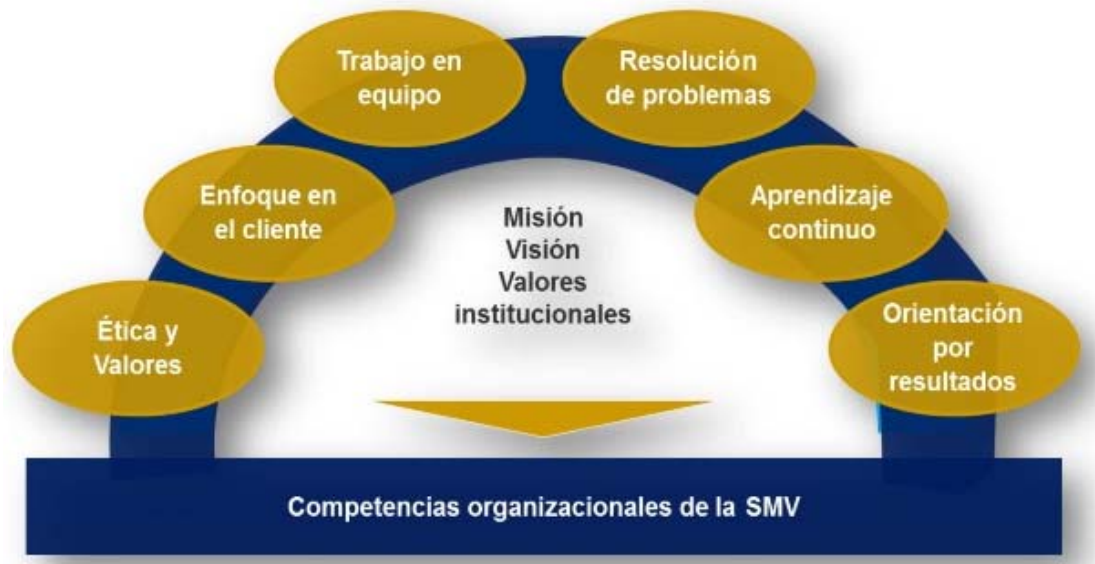 Trabajo en
equipo
Resolución
de problemas
Enfoque en
el cliente
Aprendizaje
continuo
Misión
Visión
Valores
institucionales
Ética y
Valores
Orientación
por
resultados
Competencias organizacionales de la SMV